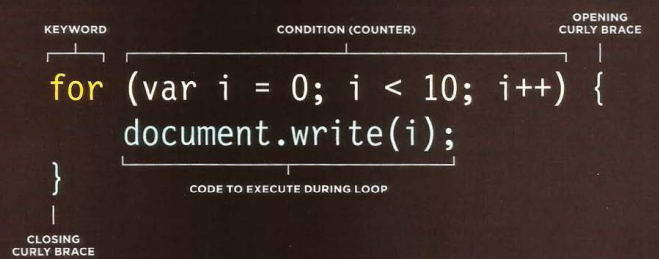 KEYWORD
CONDITION (COUNTER)
OPENING
CURLY BRACE
for (var i = 0; i < 10; i++) {
document.write(i);
}
CODE TO EXECUTE DURING LOOP
CLOSING
CURLY BRACE